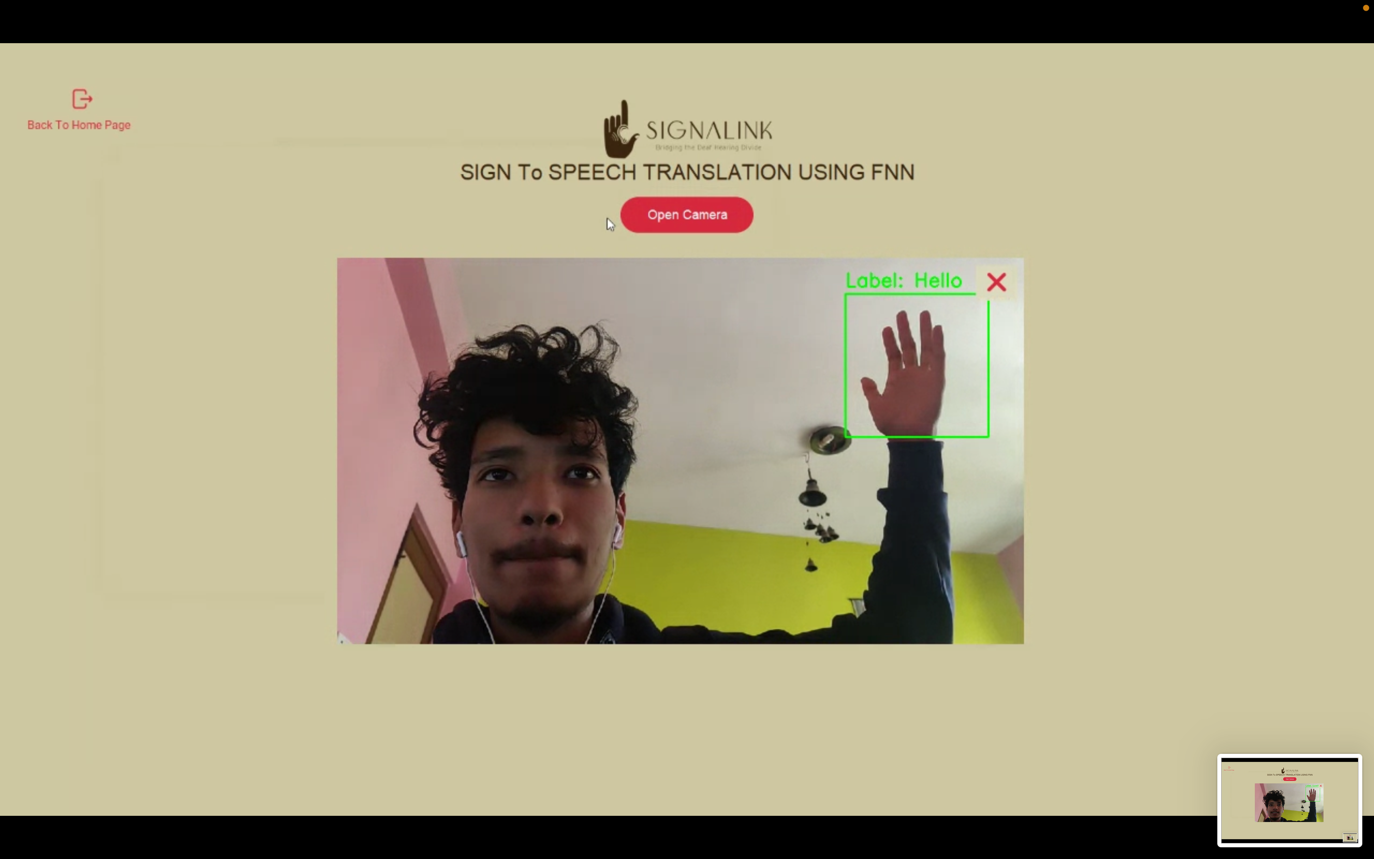 Back To Home Page
SIGNALINK
Bridging the Deaf Hearing Divide
SIGN To SPEECH TRANSLATION USING FNN
Open Camera
Label: Hello